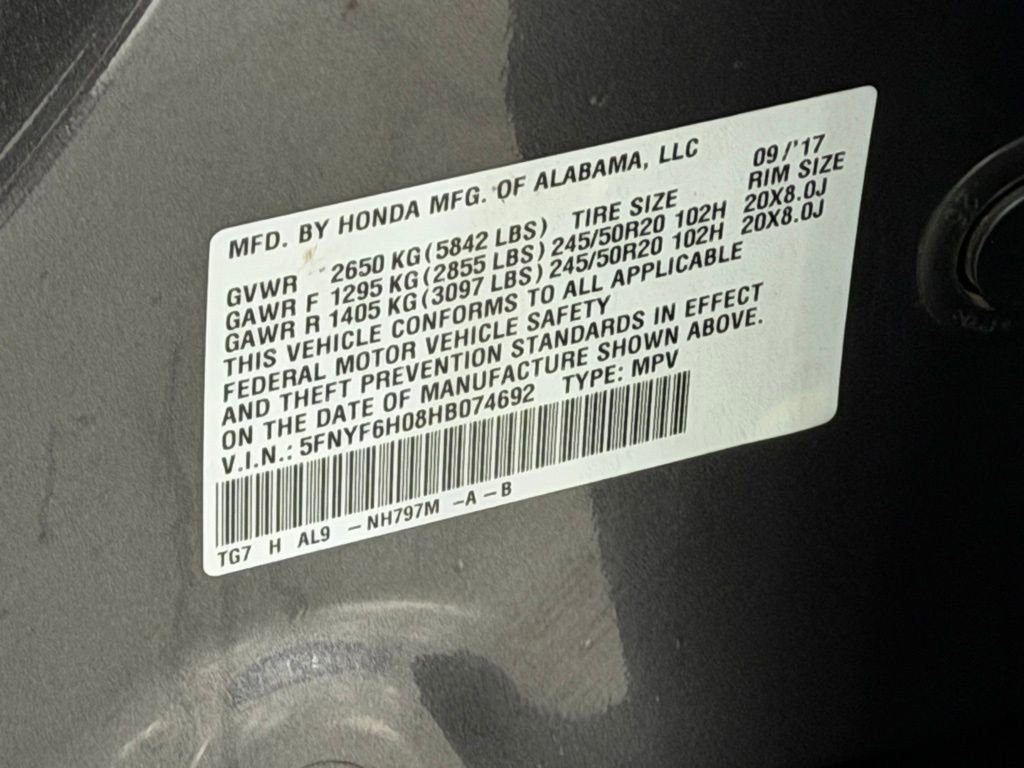 MFD. BY HONDA MFG. OF ALABAMA, LLC 09/'17
GVWR 2650 KG (5842 LBS) TIRE SIZE RIM SIZE
GAWR F 1295 KG (2855 LBS) 245/50R20 102H 20X8.0J
GAWR R 1405 KG (3097 LBS) 245/50R20 102H 20X8.0J
THIS VEHICLE CONFORMS TO ALL APPLICABLE
FEDERAL MOTOR VEHICLE SAFETY
AND THEFT PREVENTION STANDARDS IN EFFECT
ON THE DATE OF MANUFACTURE SHOWN ABOVE.
V.I.N.: 5FNYF6H08HB074692 TYPE: MPV
TG7 H AL9 -NH797M -A-B